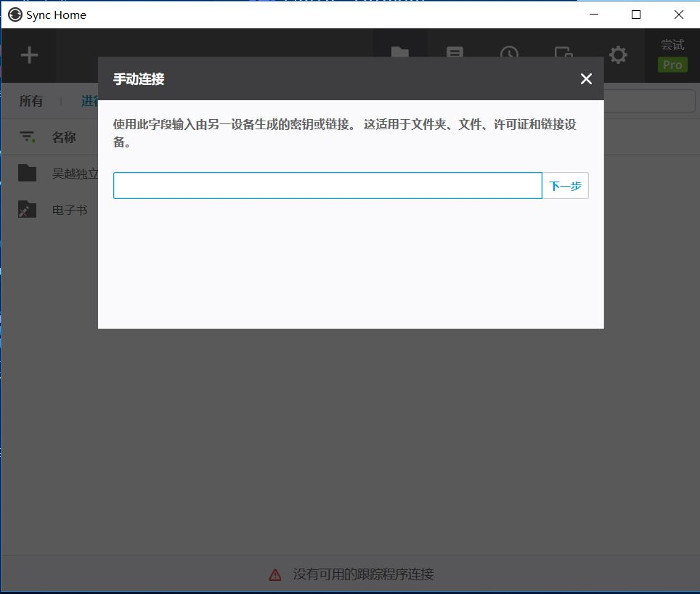 Sync Home
尝试
Pro
手动连接
所有
名称
使用此字段输入由另一设备生成的密钥或链接。 这适用于文件夹、文件、许可证和链接设
备。
下一步
吴越独立
电子书
没有可用的跟踪程序连接